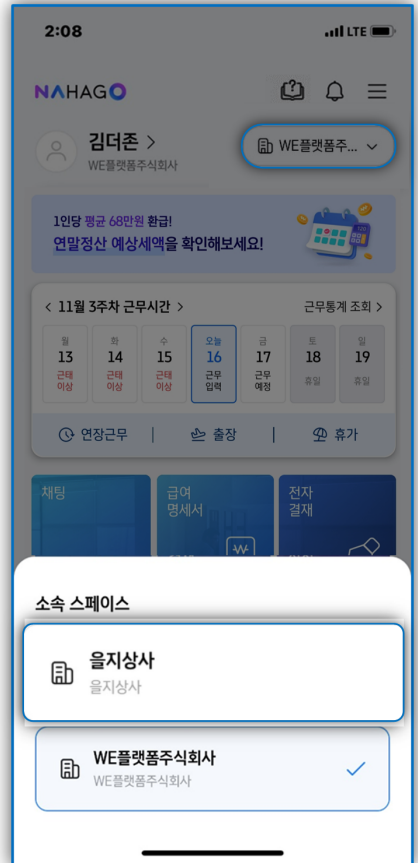 2:08 LTE
NAHAGO
김더존 >
WE플랫폼주식회사
WE플랫폼주...
1인당 평균 68만원 환급!
연말정산 예상세액을 확인해보세요!
< 11월 3주차 근무시간 >
근무통계 조회 >
월 화 수 오늘 금 토 일
13 14 15 16 17 18 19
근태 근태 근태 근무 근무 휴일 휴일
이상 이상 이상 입력 예정
연장근무 | 출장 | 휴가
채팅 급여 전자
명세서 결재
소속 스페이스
을지상사
을지상사
WE플랫폼주식회사
WE플랫폼주식회사